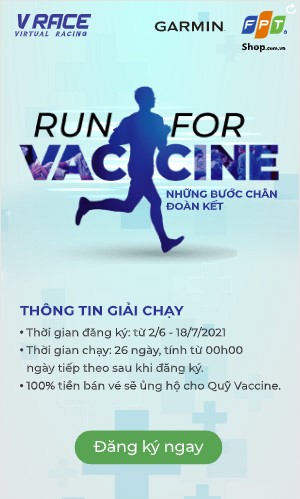 V RACE
VIRTUAL RACING
GARMIN
FPT
Shop.com.vn
RUN FOR
VACCINE
NHỮNG BƯỚC CHÂN
ĐOÀN KẾT
THÔNG TIN GIẢI CHẠY
• Thời gian đăng ký: từ 2/6 - 18/7/2021
• Thời gian chạy: 26 ngày, tính từ 00h00
ngày tiếp theo sau khi đăng ký.
• 100% tiền bán vé sẽ ủng hộ cho Quỹ Vaccine.
Đăng ký ngay